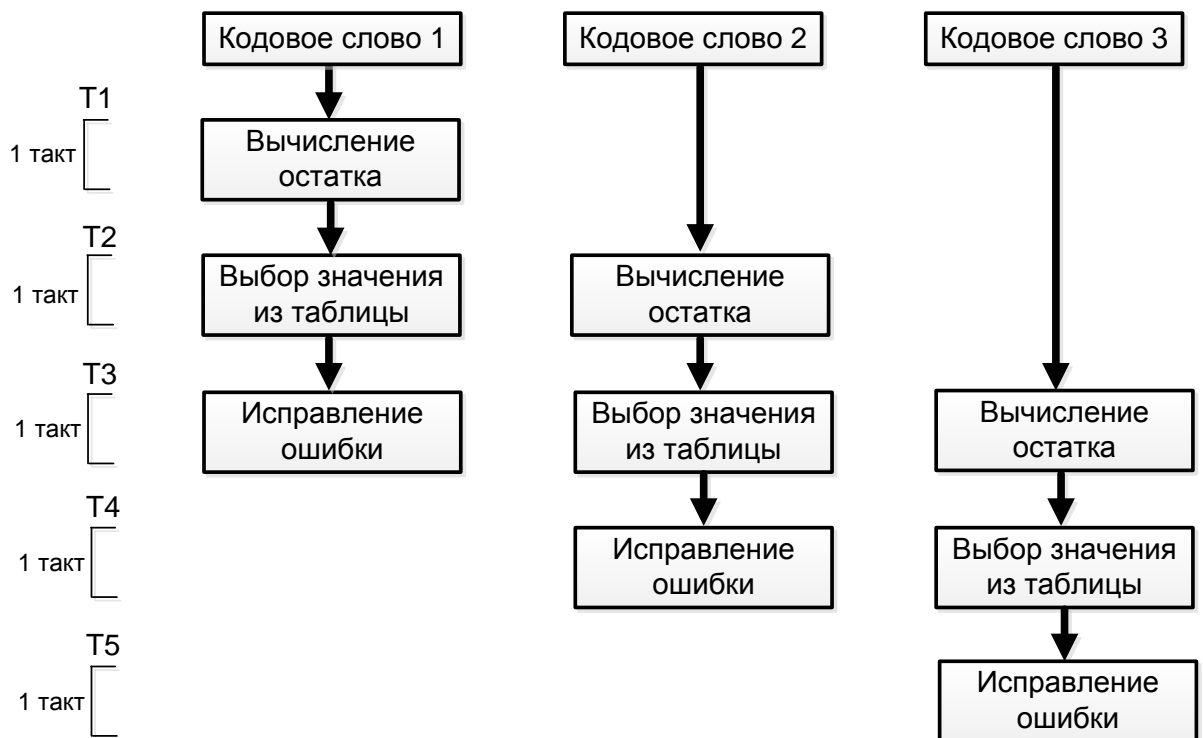 Кодовое слово 1
Кодовое слово 2
Кодовое слово 3
T1
1 такт
Вычисление
остатка
T2
1 такт
Выбор значения
из таблицы
Вычисление
остатка
T3
1 такт
Исправление
ошибки
Выбор значения
из таблицы
Вычисление
остатка
T4
1 такт
Исправление
ошибки
Выбор значения
из таблицы
T5
1 такт
Исправление
ошибки